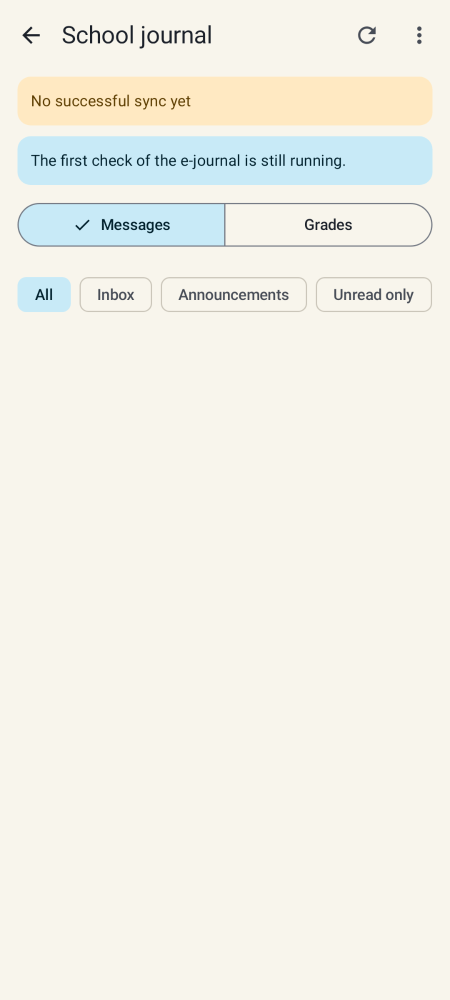 School journal
No successful sync yet
The first check of the e-journal is still running.
Messages
Grades
All
Inbox
Announcements
Unread only